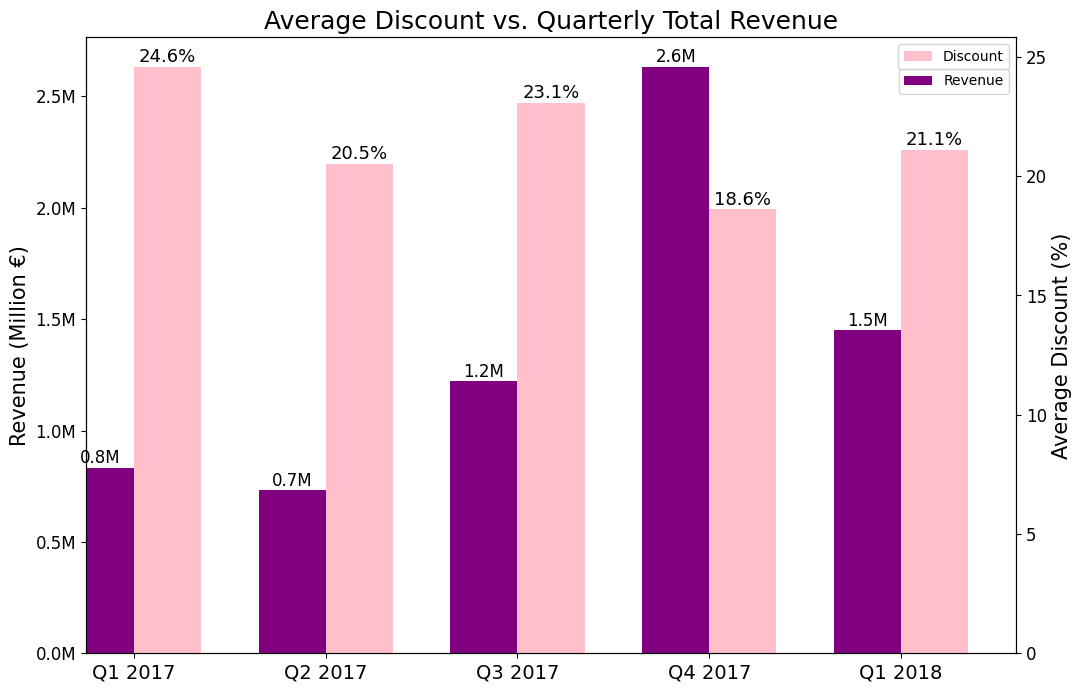 Average Discount vs. Quarterly Total Revenue
Discount
Revenue
Revenue (Million €)
2.5M
2.0M
1.5M
1.0M
0.5M
0.0M
0.8M
24.6%
0.7M
20.5%
1.2M
23.1%
2.6M
18.6%
1.5M
21.1%
25
20
15
10
5
0
Average Discount (%)
Q1 2017
Q2 2017
Q3 2017
Q4 2017
Q1 2018